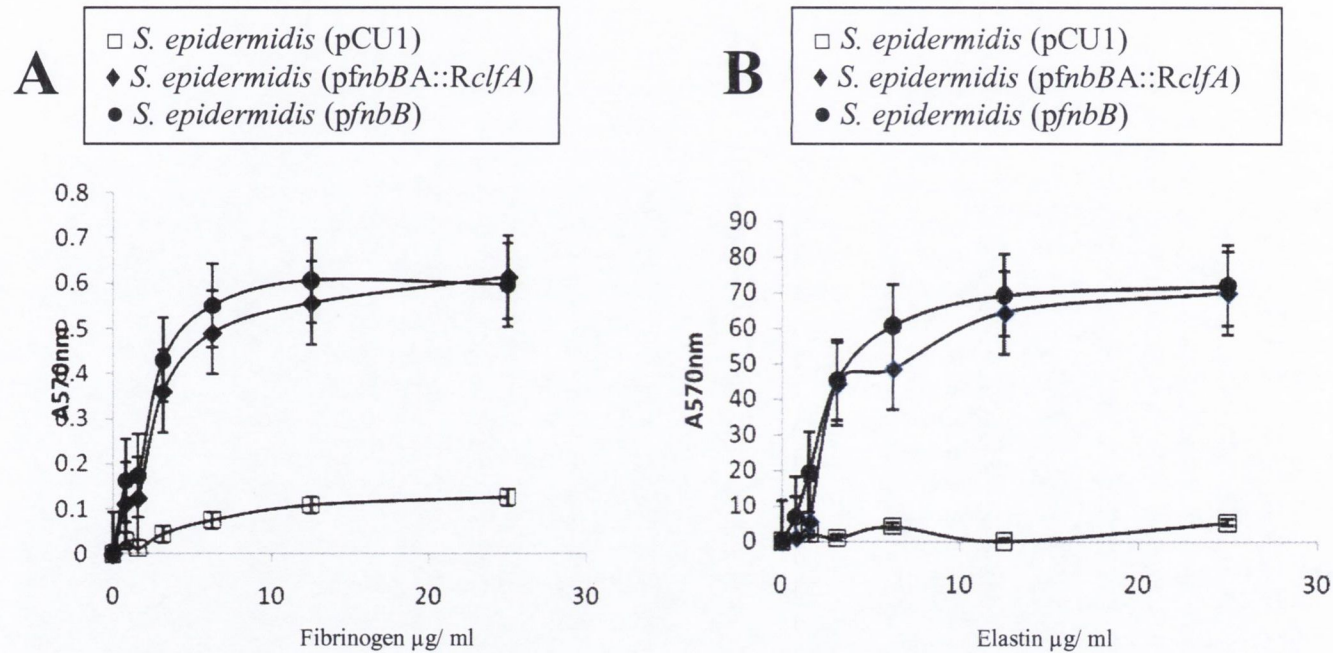 A
□ S. epidermidis (pCU1)
◆ S. epidermidis (pfnbBA::RclfA)
● S. epidermidis (pfnbB)
0.8
0.7
0.6
0.5
0.4
0.3
0.2
0.1
0
A570nm
0 10 20 30
Fibrinogen µg/ ml
B
□ S. epidermidis (pCU1)
◆ S. epidermidis (pfnbBA::RclfA)
● S. epidermidis (pfnbB)
90
80
70
60
50
40
30
20
10
0
A570nm
0 10 20 30
Elastin µg/ ml